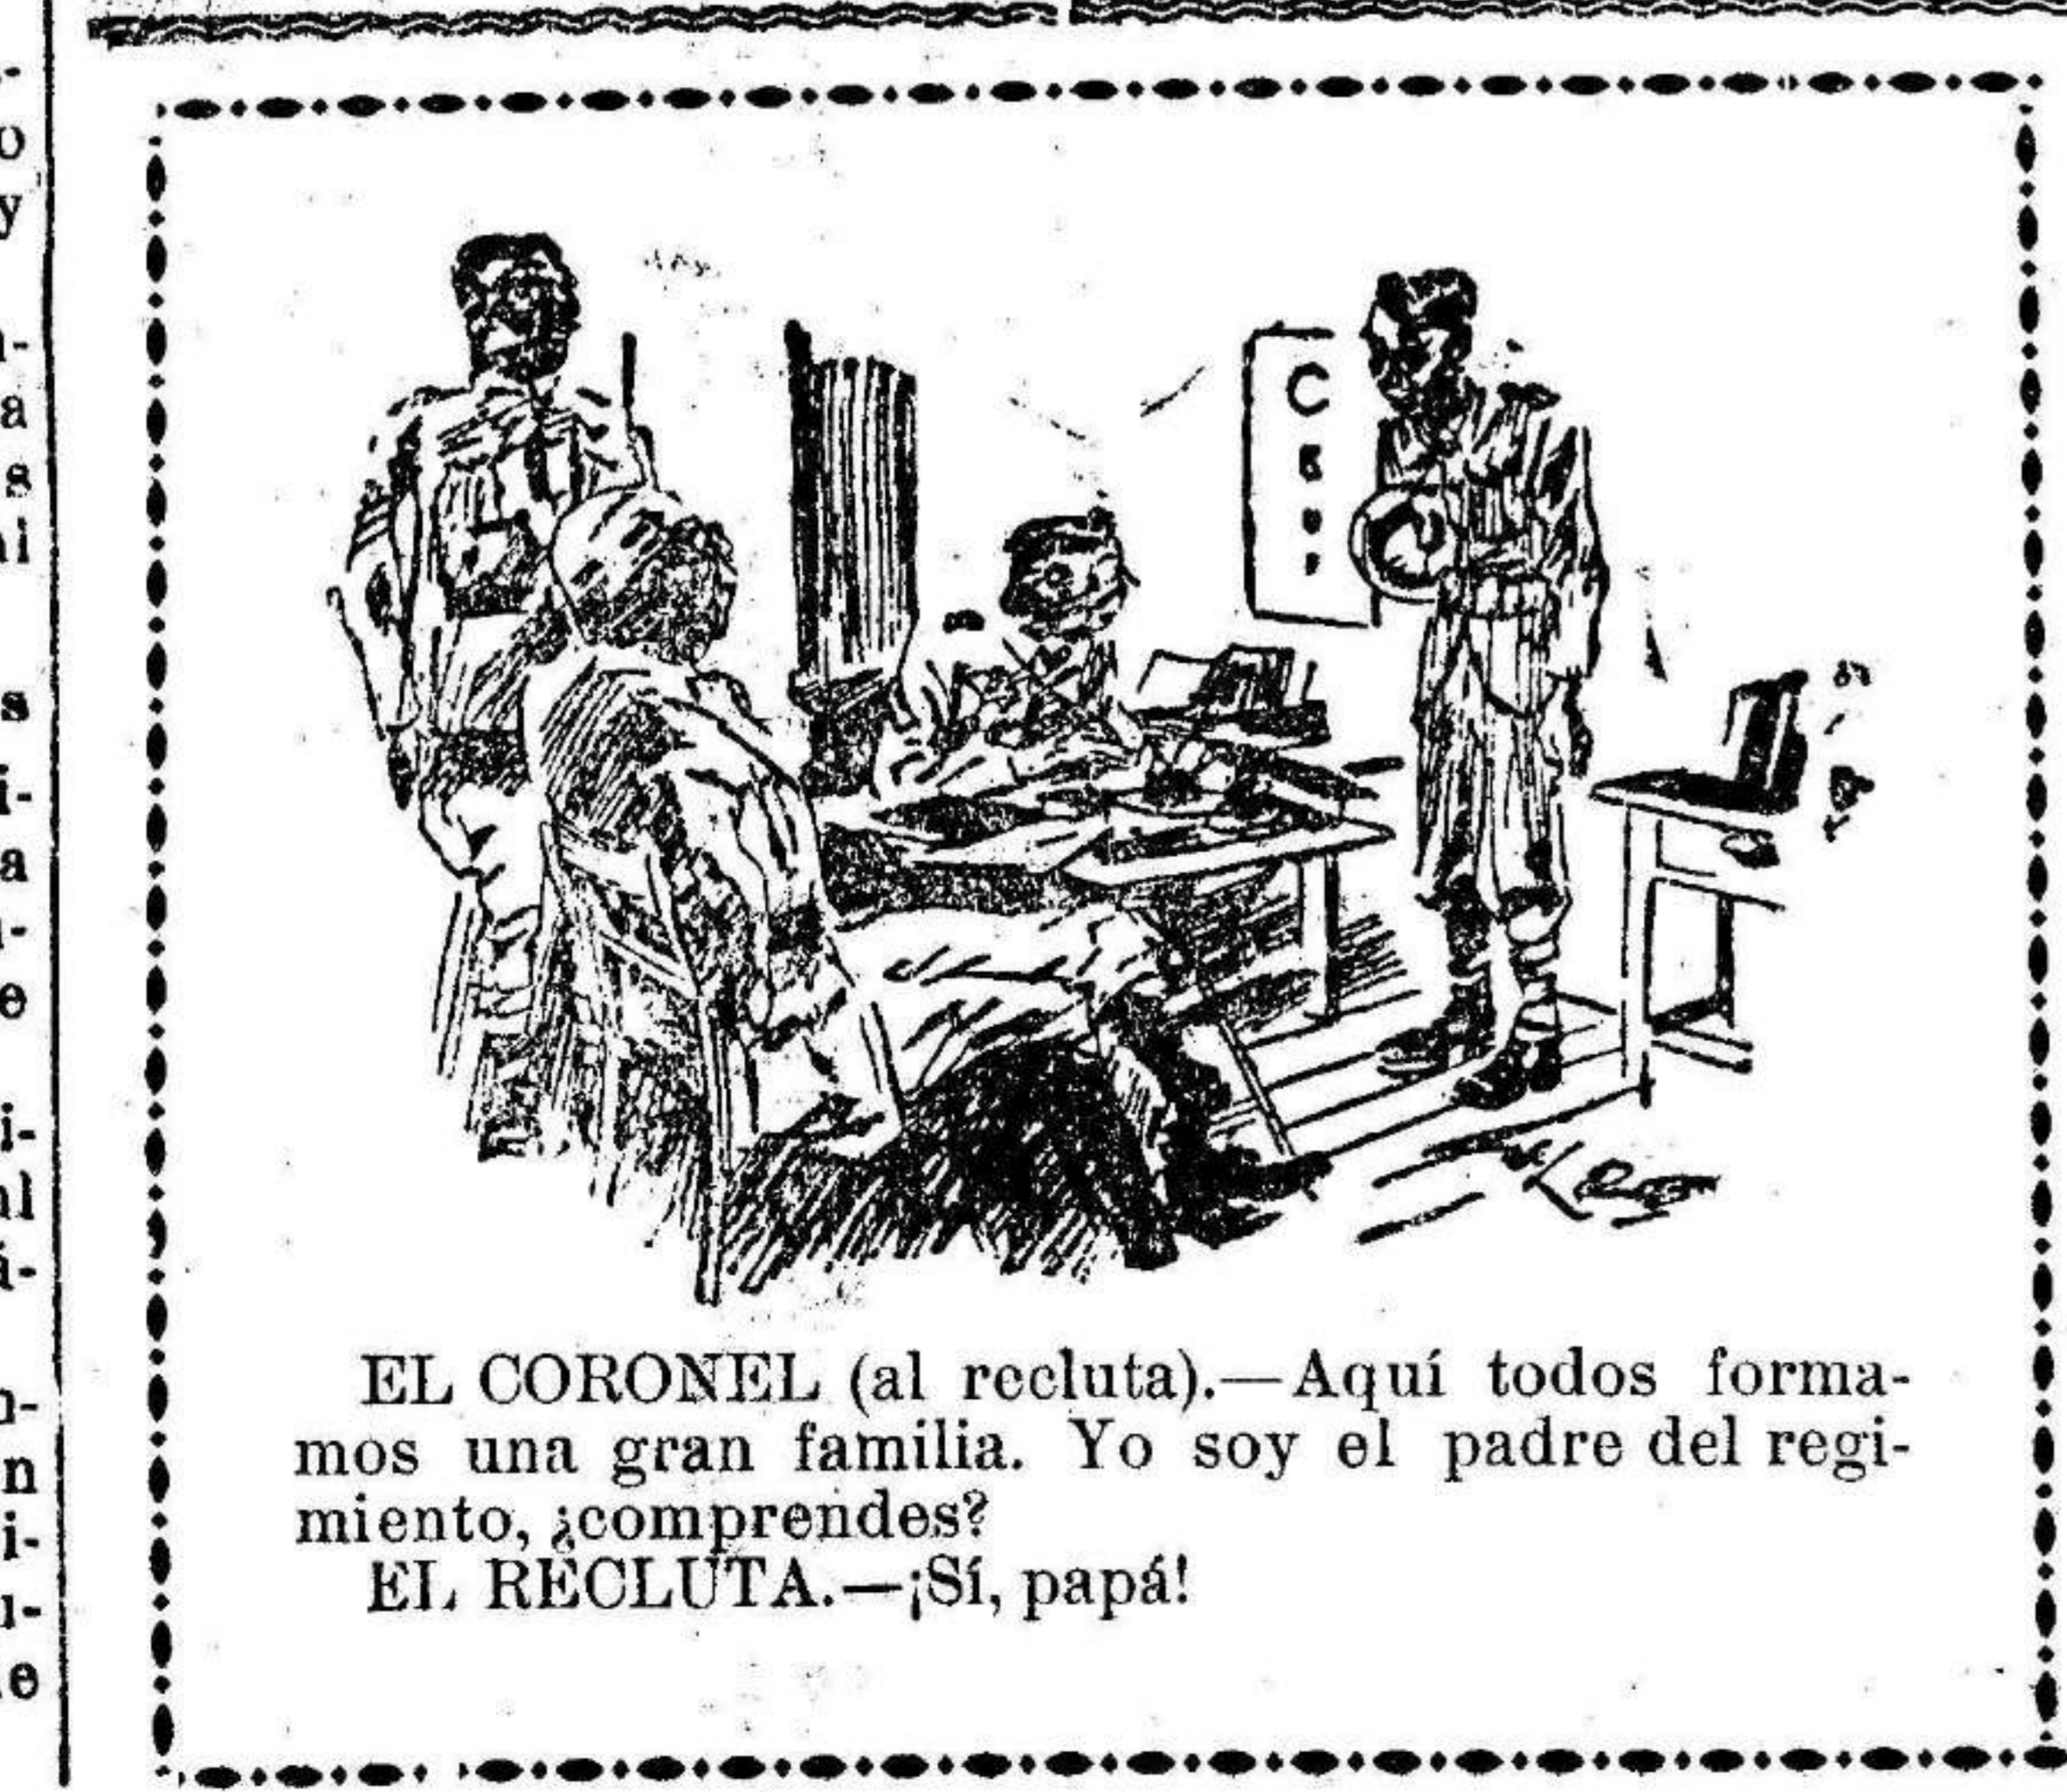 C
EL CORONEL (al recluta).—Aquí todos forma-
mos una gran familia. Yo soy el padre del regi-
miento, ¿comprendes?
EL RECLUTA.—¡Sí, papá!